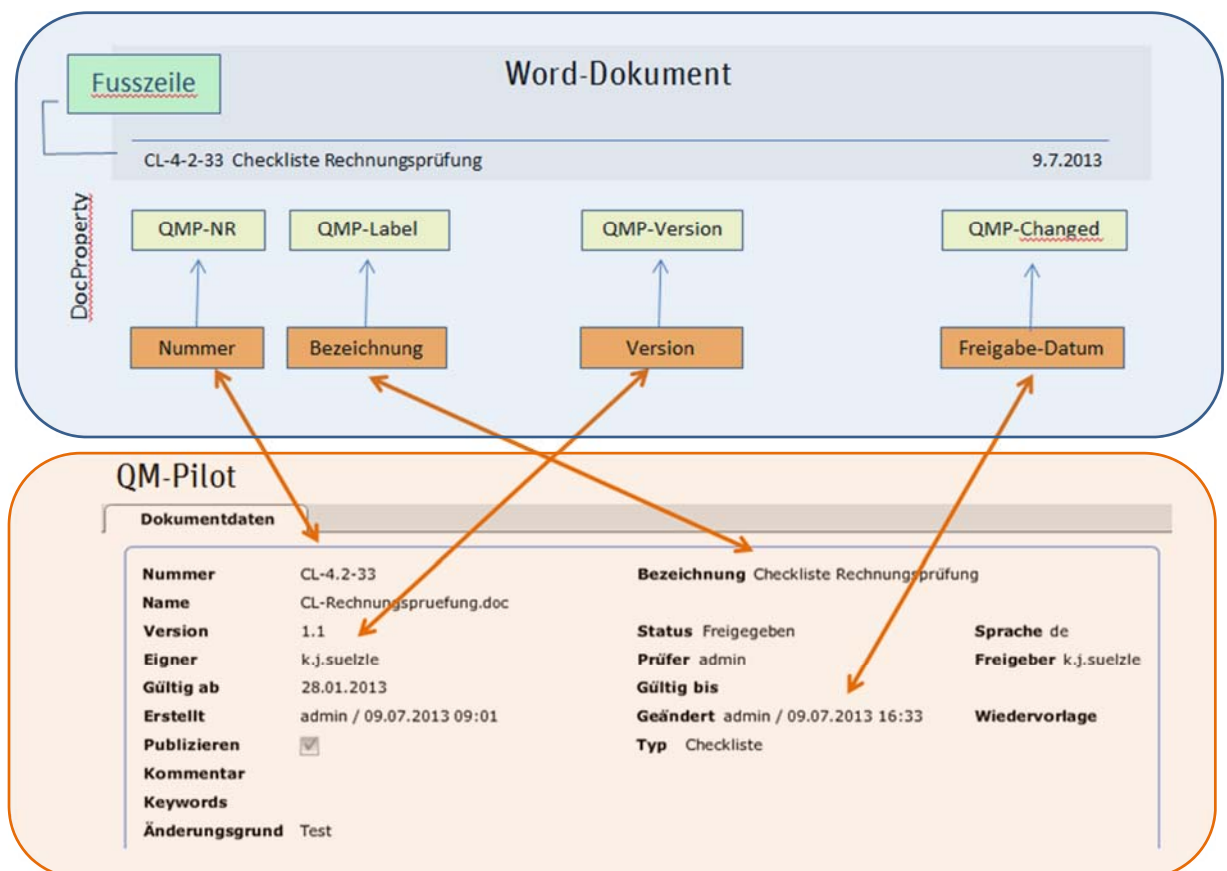 Word-Dokument
Fusszeile
CL-4-2-33 Checkliste Rechnungsprüfung 9.7.2013
DocProperty
QMP-NR QMP-Label QMP-Version QMP-Changed
Nummer Bezeichnung Version Freigabe-Datum
QM-Pilot
Dokumentdaten
Nummer CL-4.2-33 Bezeichnung Checkliste Rechnungsprüfung
Name CL-Rechnungspruefung.doc
Version 1.1 Status Freigegeben Sprache de
Eigner k.j.suelzle Prüfer admin Freigeber k.j.suelzle
Gültig ab 28.01.2013 Gültig bis
Erstellt admin / 09.07.2013 09:01 Geändert admin / 09.07.2013 16:33 Wiedervorlage
Publizieren Typ Checkliste
Kommentar
Keywords
Änderungsgrund Test